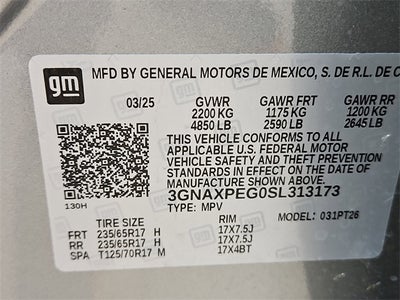 gm
MFD BY GENERAL MOTORS DE MEXICO, S. DE R.L. DE C
03/25 GVWR GAWR FRT GAWR RR
2200 KG 1175 KG 1200 KG
4850 LB 2590 LB 2645 LB
THIS VEHICLE CONFORMS TO ALL
APPLICABLE U.S. FEDERAL MOTOR
VEHICLE SAFETY AND THEFT PREVENTION
STANDARDS IN EFFECT ON THE DATE OF
MANUFACTURE SHOWN ABOVE.
3GNAXPEG0SL313173
130H TYPE: MPV MODEL: 031PT26
TIRE SIZE RIM
FRT 235/65R17 H 17X7.5J
RR 235/65R17 H 17X7.5J
SPA T125/70R17 M 17X4BT